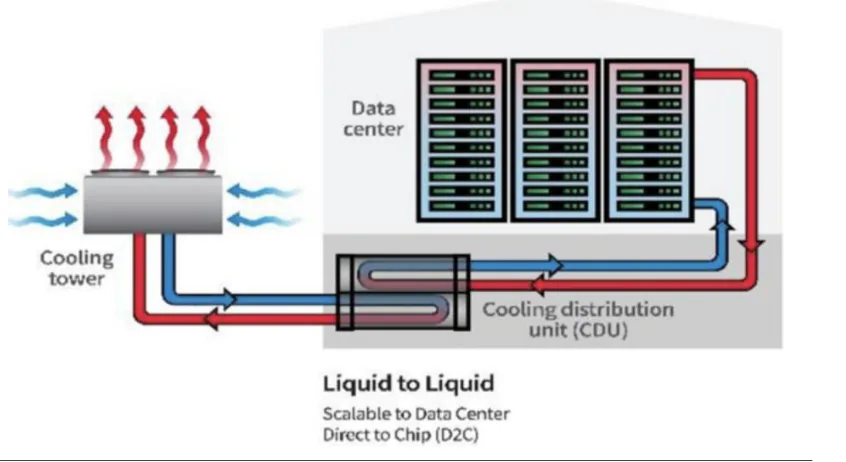 Data
center
Cooling
tower
Cooling distribution
unit (CDU)
Liquid to Liquid
Scalable to Data Center
Direct to Chip (D2C)